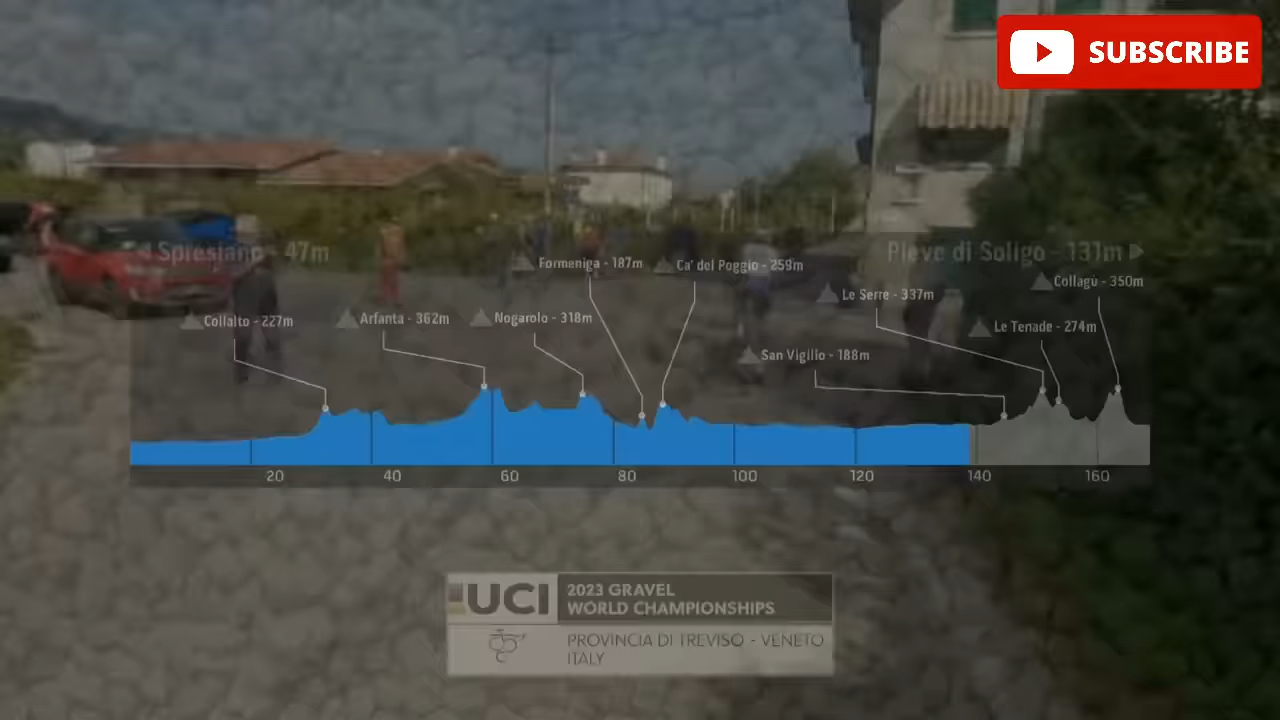 SUBSCRIBE
Spresiano - 47m
Pieve di Soligo - 131m
Formeniga - 187m
Ca' del Poggio - 259m
Collagù - 350m
Le Serre - 337m
Collalto - 227m
Arfanta - 362m
Nogarolo - 318m
Le Tenade - 274m
San Vigilio - 188m
20 40 60 80 100 120 140 160
UCI
2023 GRAVEL
WORLD CHAMPIONSHIPS
PROVINCIA DI TREVISO - VENETO
ITALY